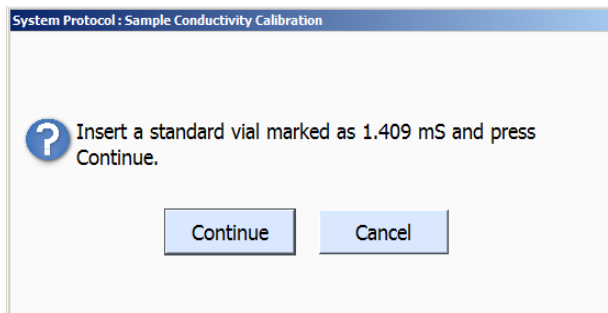 System Protocol : Sample Conductivity Calibration
Insert a standard vial marked as 1.409 mS and press
Continue.
Continue
Cancel